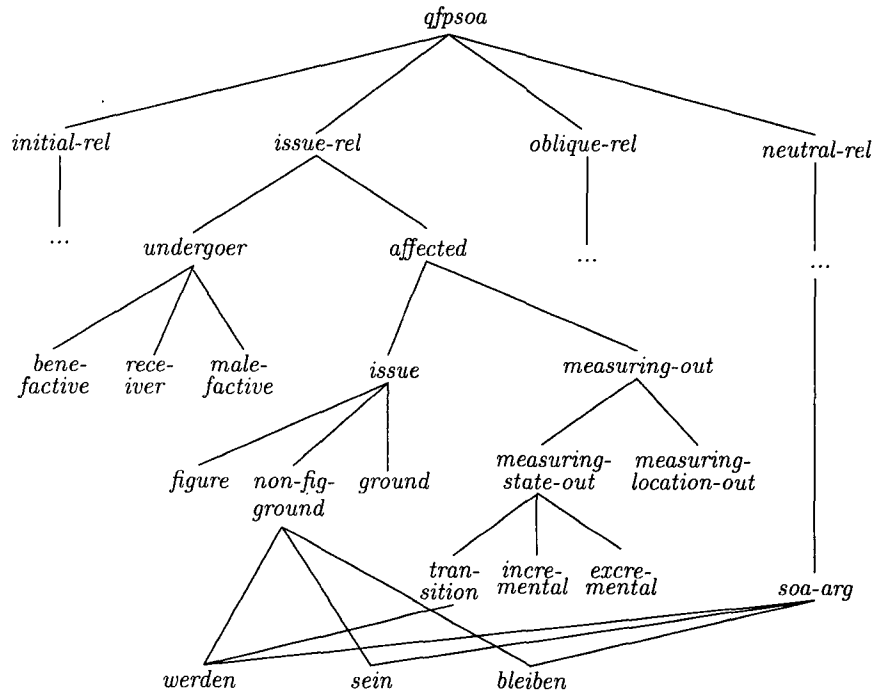 qfpsoa
initial-rel issue-rel oblique-rel neutral-rel
...
undergoer affected ... ...
bene-
factive
rece-
iver
male-
factive
issue measuring-out
figure non-fig-
ground
ground
measuring-
state-out
measuring-
location-out
tran-
sition
incre-
mental
excre-
mental
soa-arg
werden sein bleiben